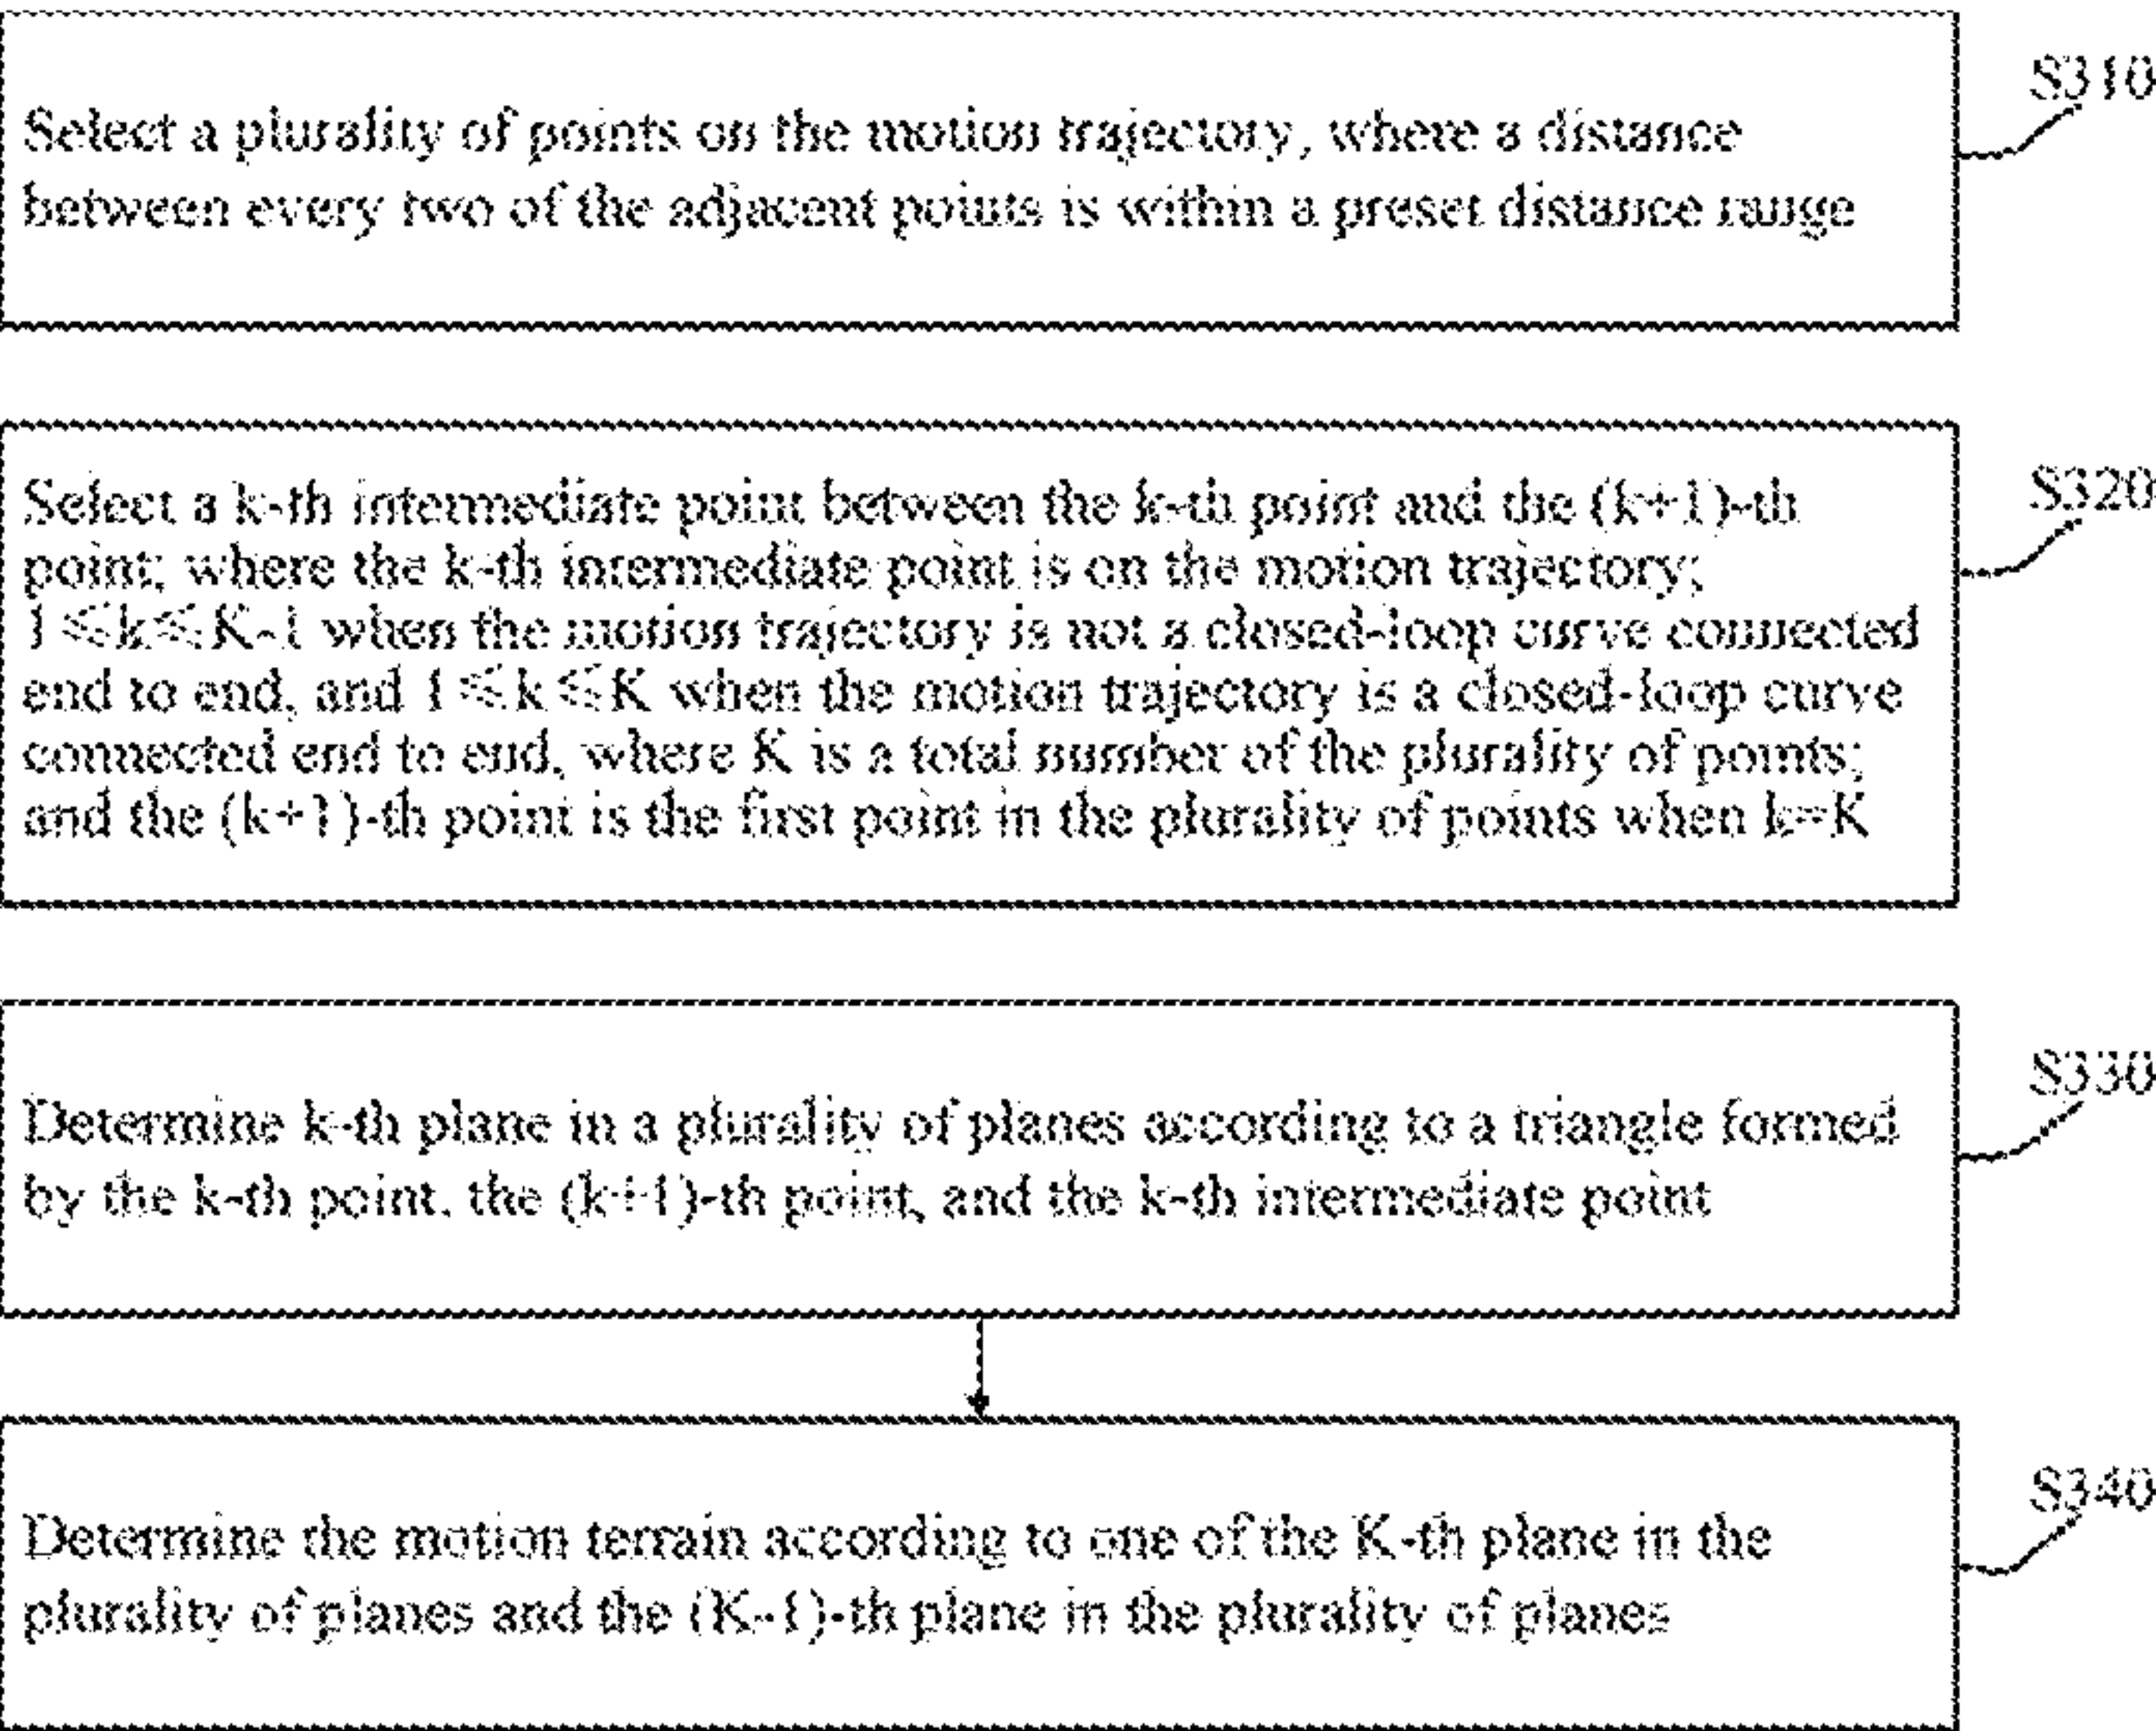 S310
Select a plurality of points on the motion trajectory, where a distance
between every two of the adjacent points is within a preset distance range
S320
Select a k-th intermediate point between the k-th point and the (k+1)-th
point; where the k-th intermediate point is on the motion trajectory;
1≤k≤K-1 when the motion trajectory is not a closed-loop curve connected
end to end, and 1≤k≤K when the motion trajectory is a closed-loop curve
connected end to end, where K is a total number of the plurality of points;
and the (k+1)-th point is the first point in the plurality of points when k=K
S330
Determine k-th plane in a plurality of planes according to a triangle formed
by the k-th point, the (k+1)-th point, and the k-th intermediate point
S340
Determine the motion terrain according to one of the K-th plane in the
plurality of planes and the (K-1)-th plane in the plurality of planes